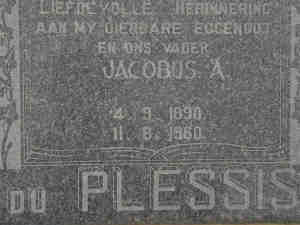 LIEFDEVOLLE HERINNERING
AAN MY DIERBARE EGGENOOT
EN ONS VADER
JACOBUS A.
4. 9. 1890.
11. 8. 1960.
DU PLESSIS